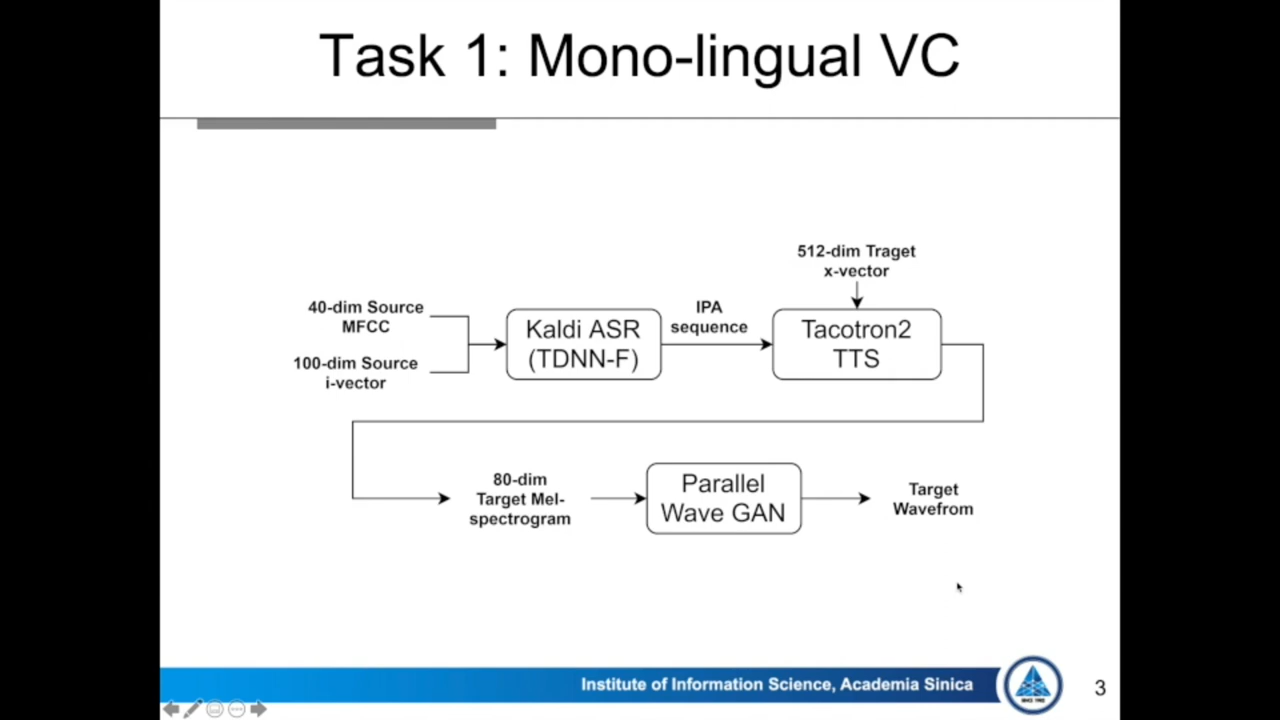 Task 1: Mono-lingual VC
512-dim Traget
x-vector
40-dim Source
MFCC
100-dim Source
i-vector
Kaldi ASR
(TDNN-F)
IPA
sequence
Tacotron2
TTS
80-dim
Target Mel-
spectrogram
Parallel
Wave GAN
Target
Wavefrom
Institute of Information Science, Academia Sinica
3